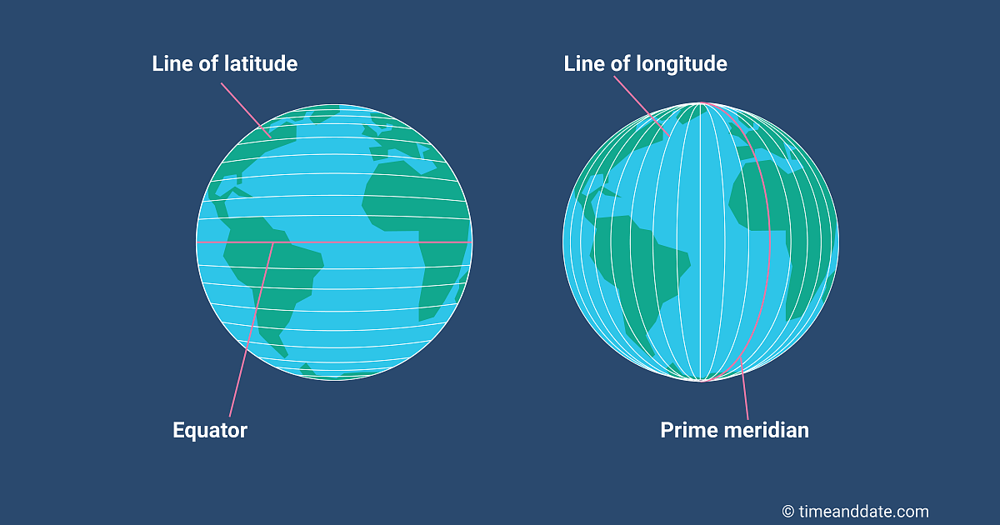 Line of latitude
Line of longitude
Equator
Prime meridian
© timeanddate.com